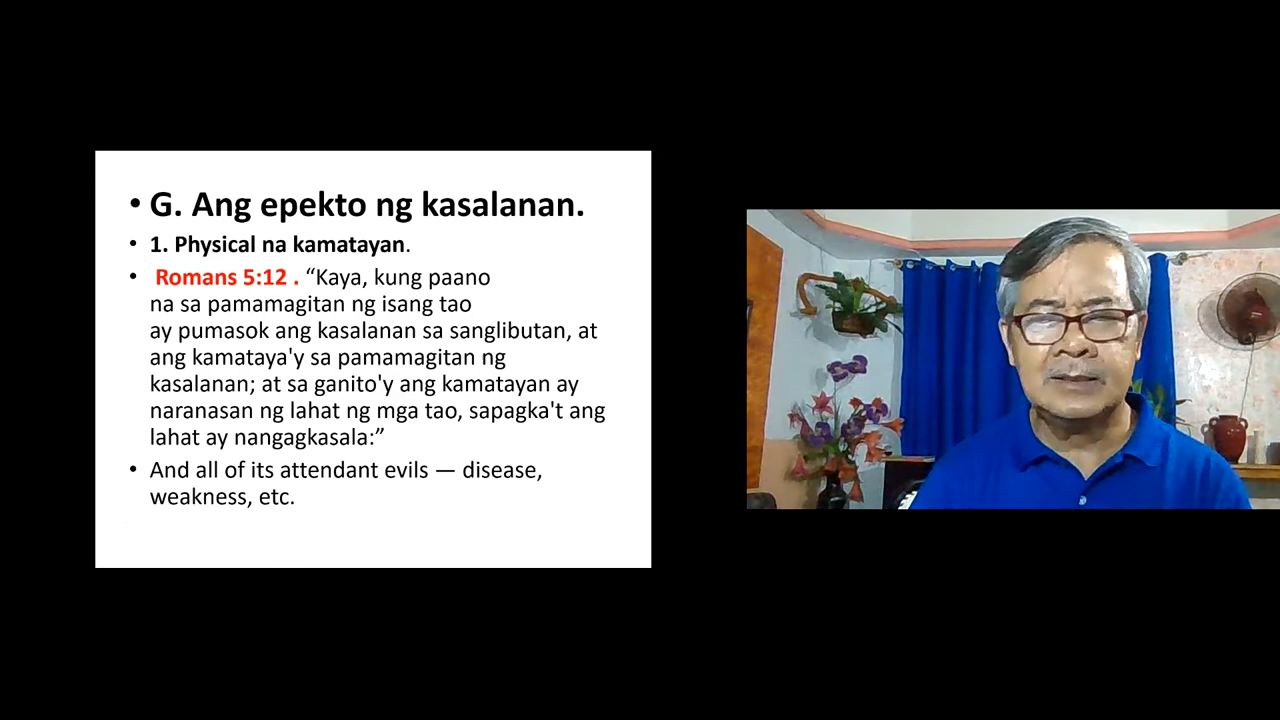 • G. Ang epekto ng kasalanan.
• 1. Physical na kamatayan.
• Romans 5:12 . “Kaya, kung paano
na sa pamamagitan ng isang tao
ay pumasok ang kasalanan sa sanglibutan, at
ang kamataya'y sa pamamagitan ng
kasalanan; at sa ganito'y ang kamatayan ay
naranasan ng lahat ng mga tao, sapagka't ang
lahat ay nangagkasala:”
• And all of its attendant evils — disease,
weakness, etc.